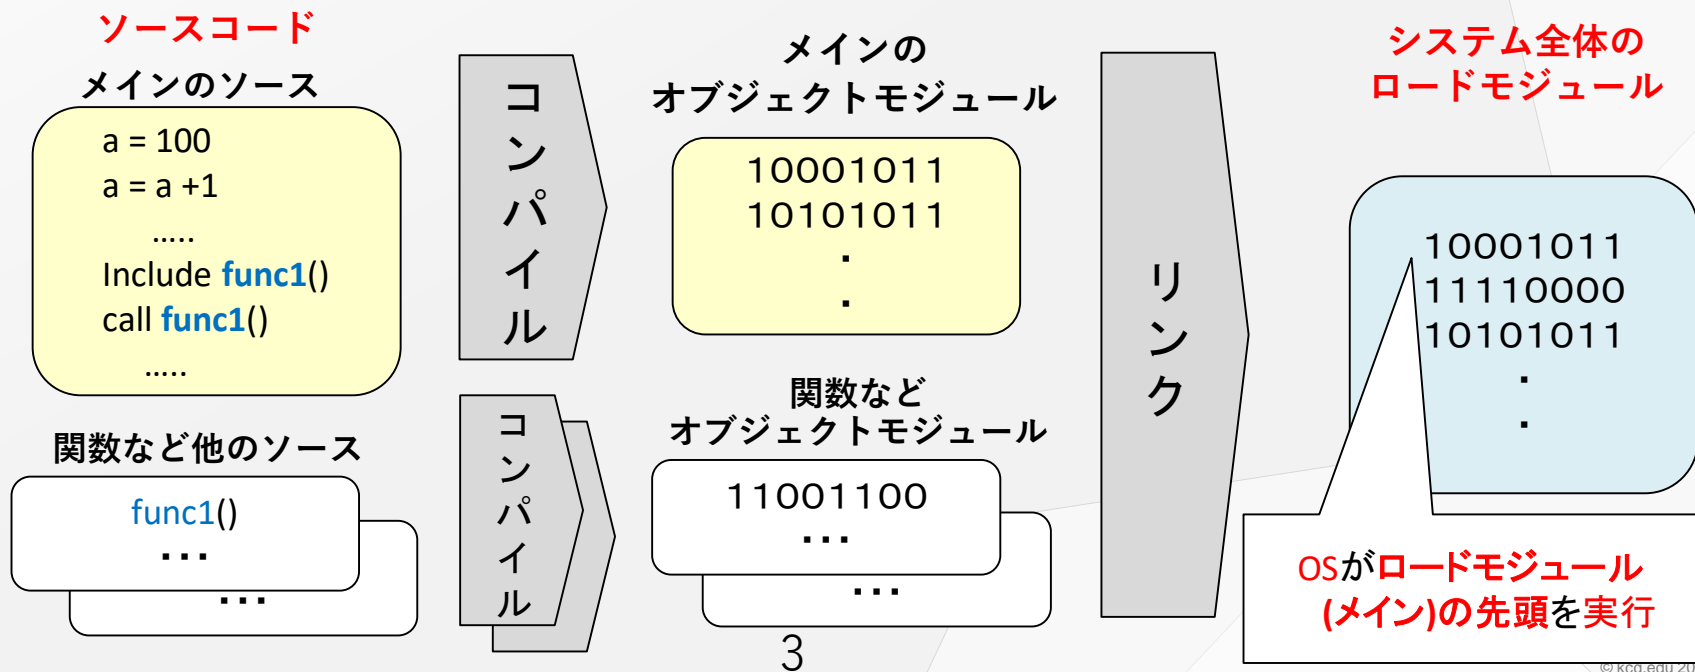 ソースコード
メインのソース
a = 100
a = a +1
.....
Include func1()
call func1()
.....
関数など他のソース
func1()
...
...
コンパイル
コンパイル
メインの
オブジェクトモジュール
10001011
10101011
・
・
関数など
オブジェクトモジュール
11001100
...
...
リンク
システム全体の
ロードモジュール
10001011
11110000
10101011
・
・
OSがロードモジュール
(メイン)の先頭を実行
3
© kcg.edu 20